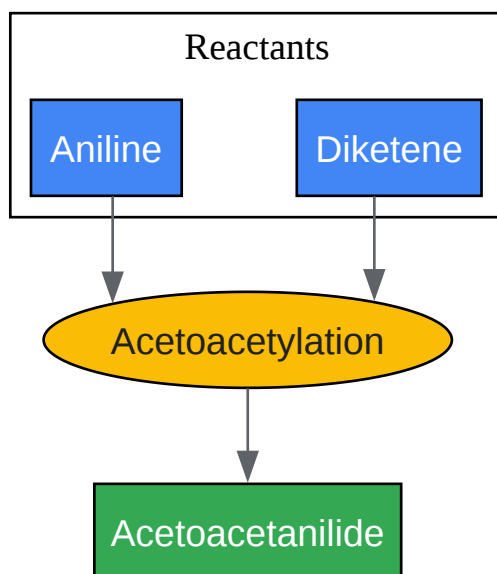 Reactants
Aniline
Diketene
Acetoacetylation
Acetoacetanilide